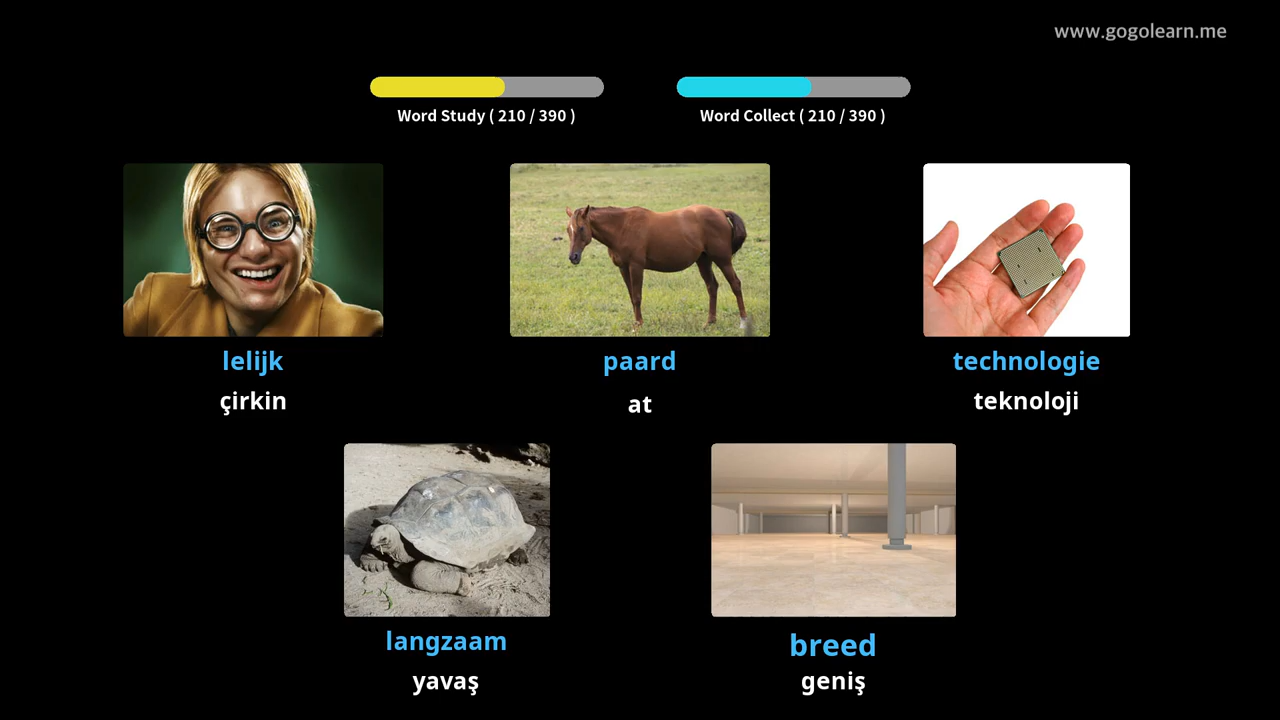 www.gogolearn.me
Word Study ( 210 / 390 )
Word Collect ( 210 / 390 )
lelijk
çirkin
paard
at
technologie
teknoloji
langzaam
yavaş
breed
geniş